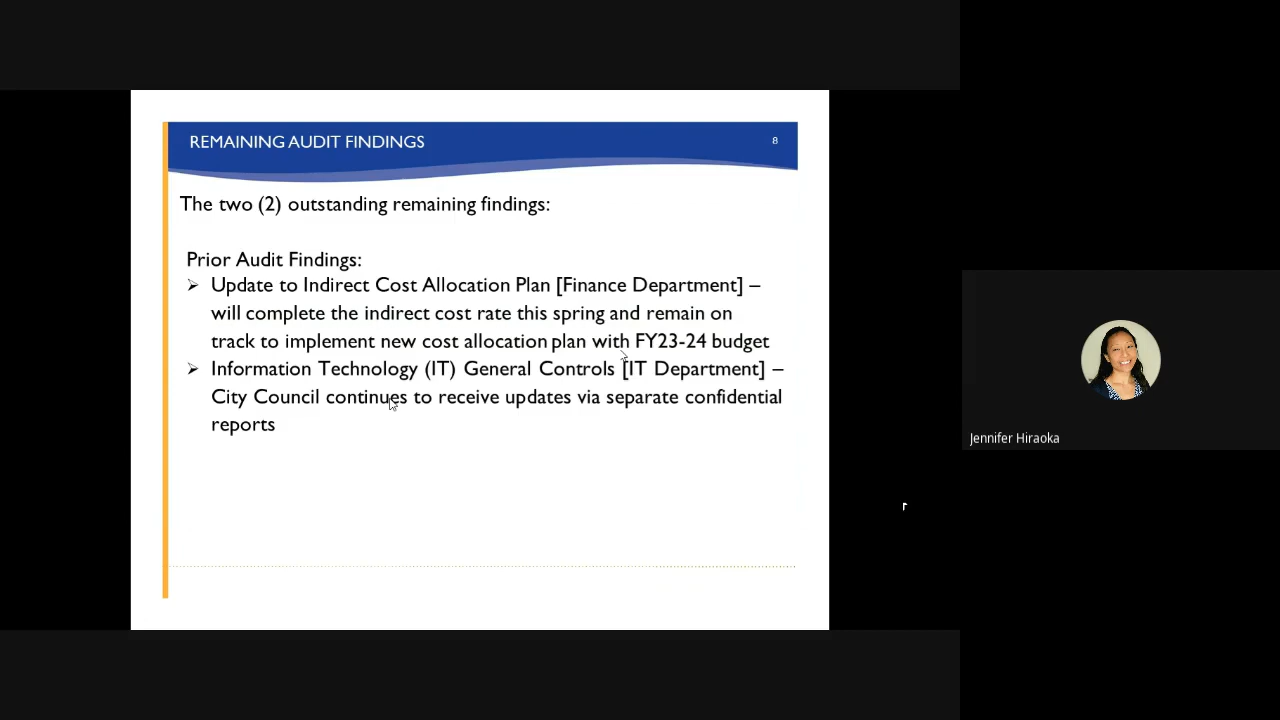 REMAINING AUDIT FINDINGS
8
The two (2) outstanding remaining findings:
Prior Audit Findings:
➢ Update to Indirect Cost Allocation Plan [Finance Department] –
will complete the indirect cost rate this spring and remain on
track to implement new cost allocation plan with FY23-24 budget
➢ Information Technology (IT) General Controls [IT Department] –
City Council continues to receive updates via separate confidential
reports
Jennifer Hiraoka